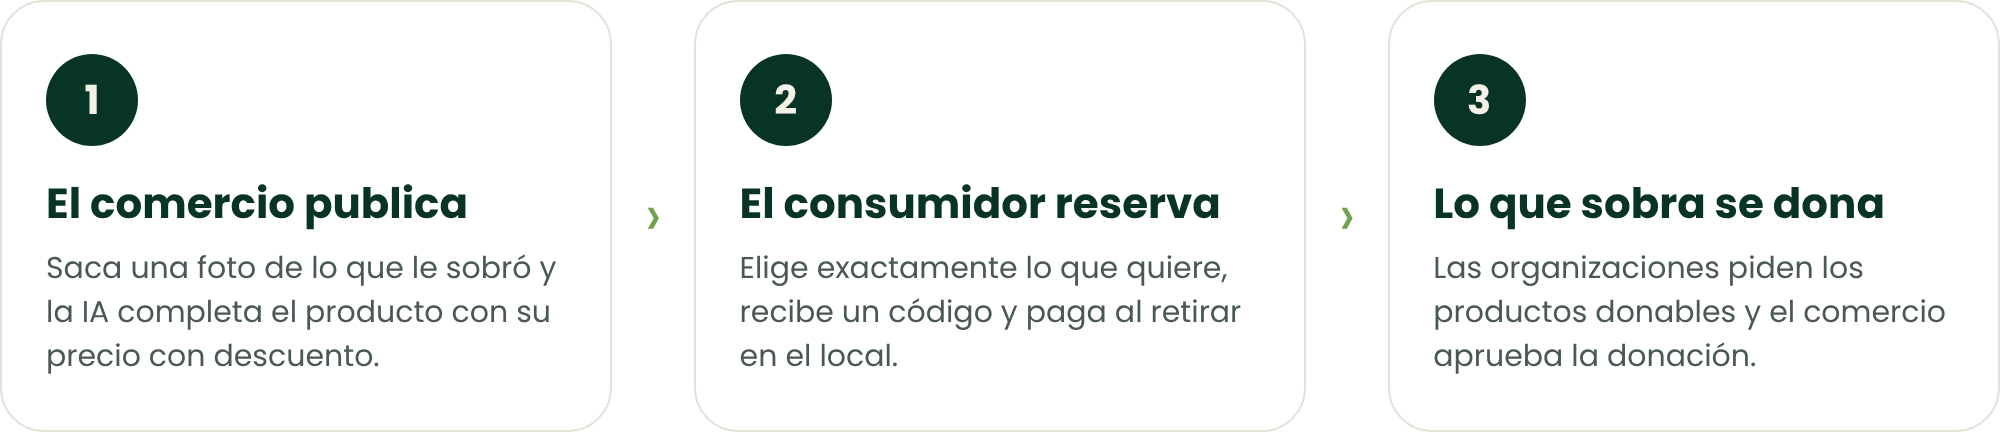 1
El comercio publica
Saca una foto de lo que le sobró y
la IA completa el producto con su
precio con descuento.
›
2
El consumidor reserva
Elige exactamente lo que quiere,
recibe un código y paga al retirar
en el local.
›
3
Lo que sobra se dona
Las organizaciones piden los
productos donables y el comercio
aprueba la donación.